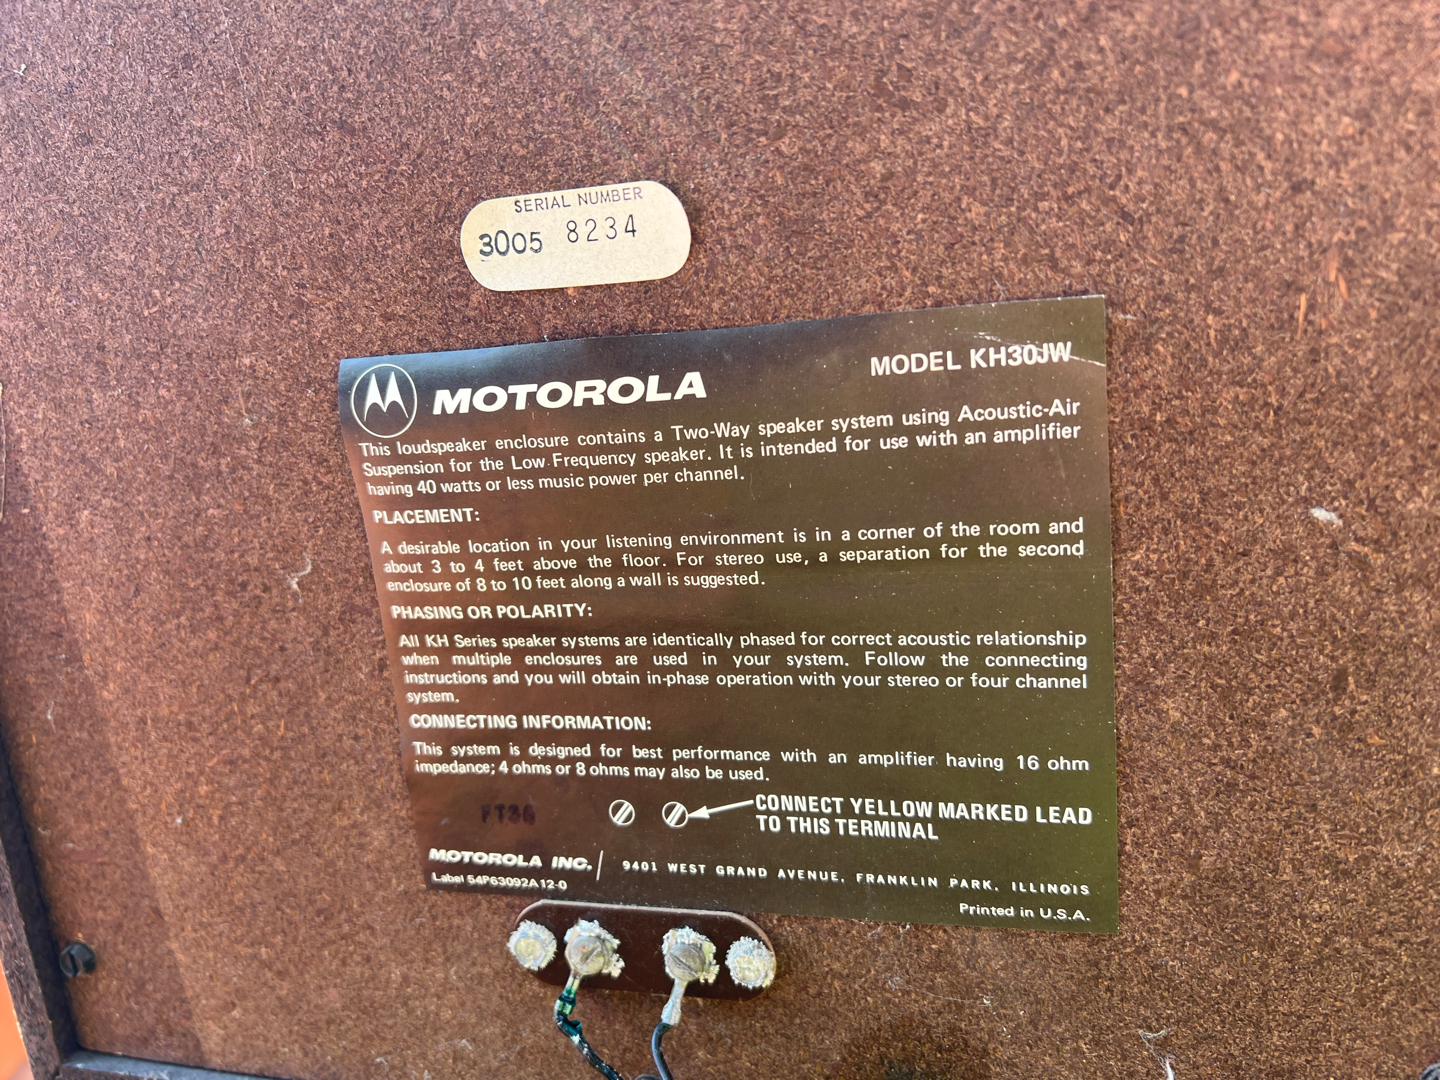 SERIAL NUMBER
3005 8234
MOTOROLA
MODEL KH30JW
This loudspeaker enclosure contains a Two-Way speaker system using Acoustic-Air
Suspension for the Low Frequency speaker. It is intended for use with an amplifier
having 40 watts or less music power per channel.
PLACEMENT:
A desirable location in your listening environment is in a corner of the room and
about 3 to 4 feet above the floor. For stereo use, a separation for the second
enclosure of 8 to 10 feet along a wall is suggested.
PHASING OR POLARITY:
All KH Series speaker systems are identically phased for correct acoustic relationship
when multiple enclosures are used in your system. Follow the connecting
instructions and you will obtain in-phase operation with your stereo or four channel
system.
CONNECTING INFORMATION:
This system is designed for best performance with an amplifier having 16 ohm
impedance; 4 ohms or 8 ohms may also be used.
CONNECT YELLOW MARKED LEAD
TO THIS TERMINAL
MOTOROLA INC. 9401 WEST GRAND AVENUE, FRANKLIN PARK, ILLINOIS
Label 54P63092A12-0
Printed in U.S.A.